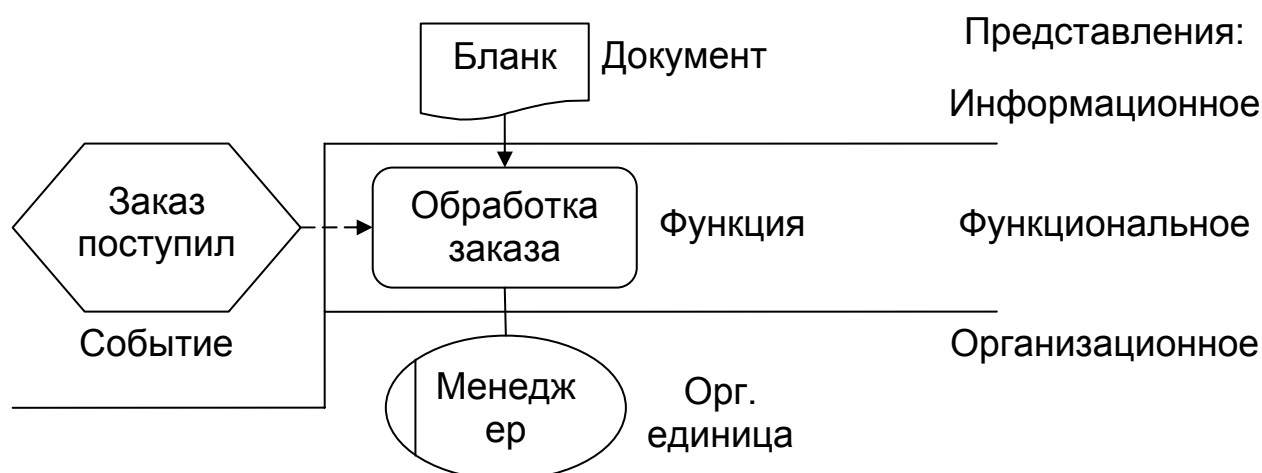 Представления:
Бланк
Документ
Информационное
Заказ
поступил
Обработка
заказа
Функция
Функциональное
Событие
Организационное
Менедж
ер
Орг.
единица